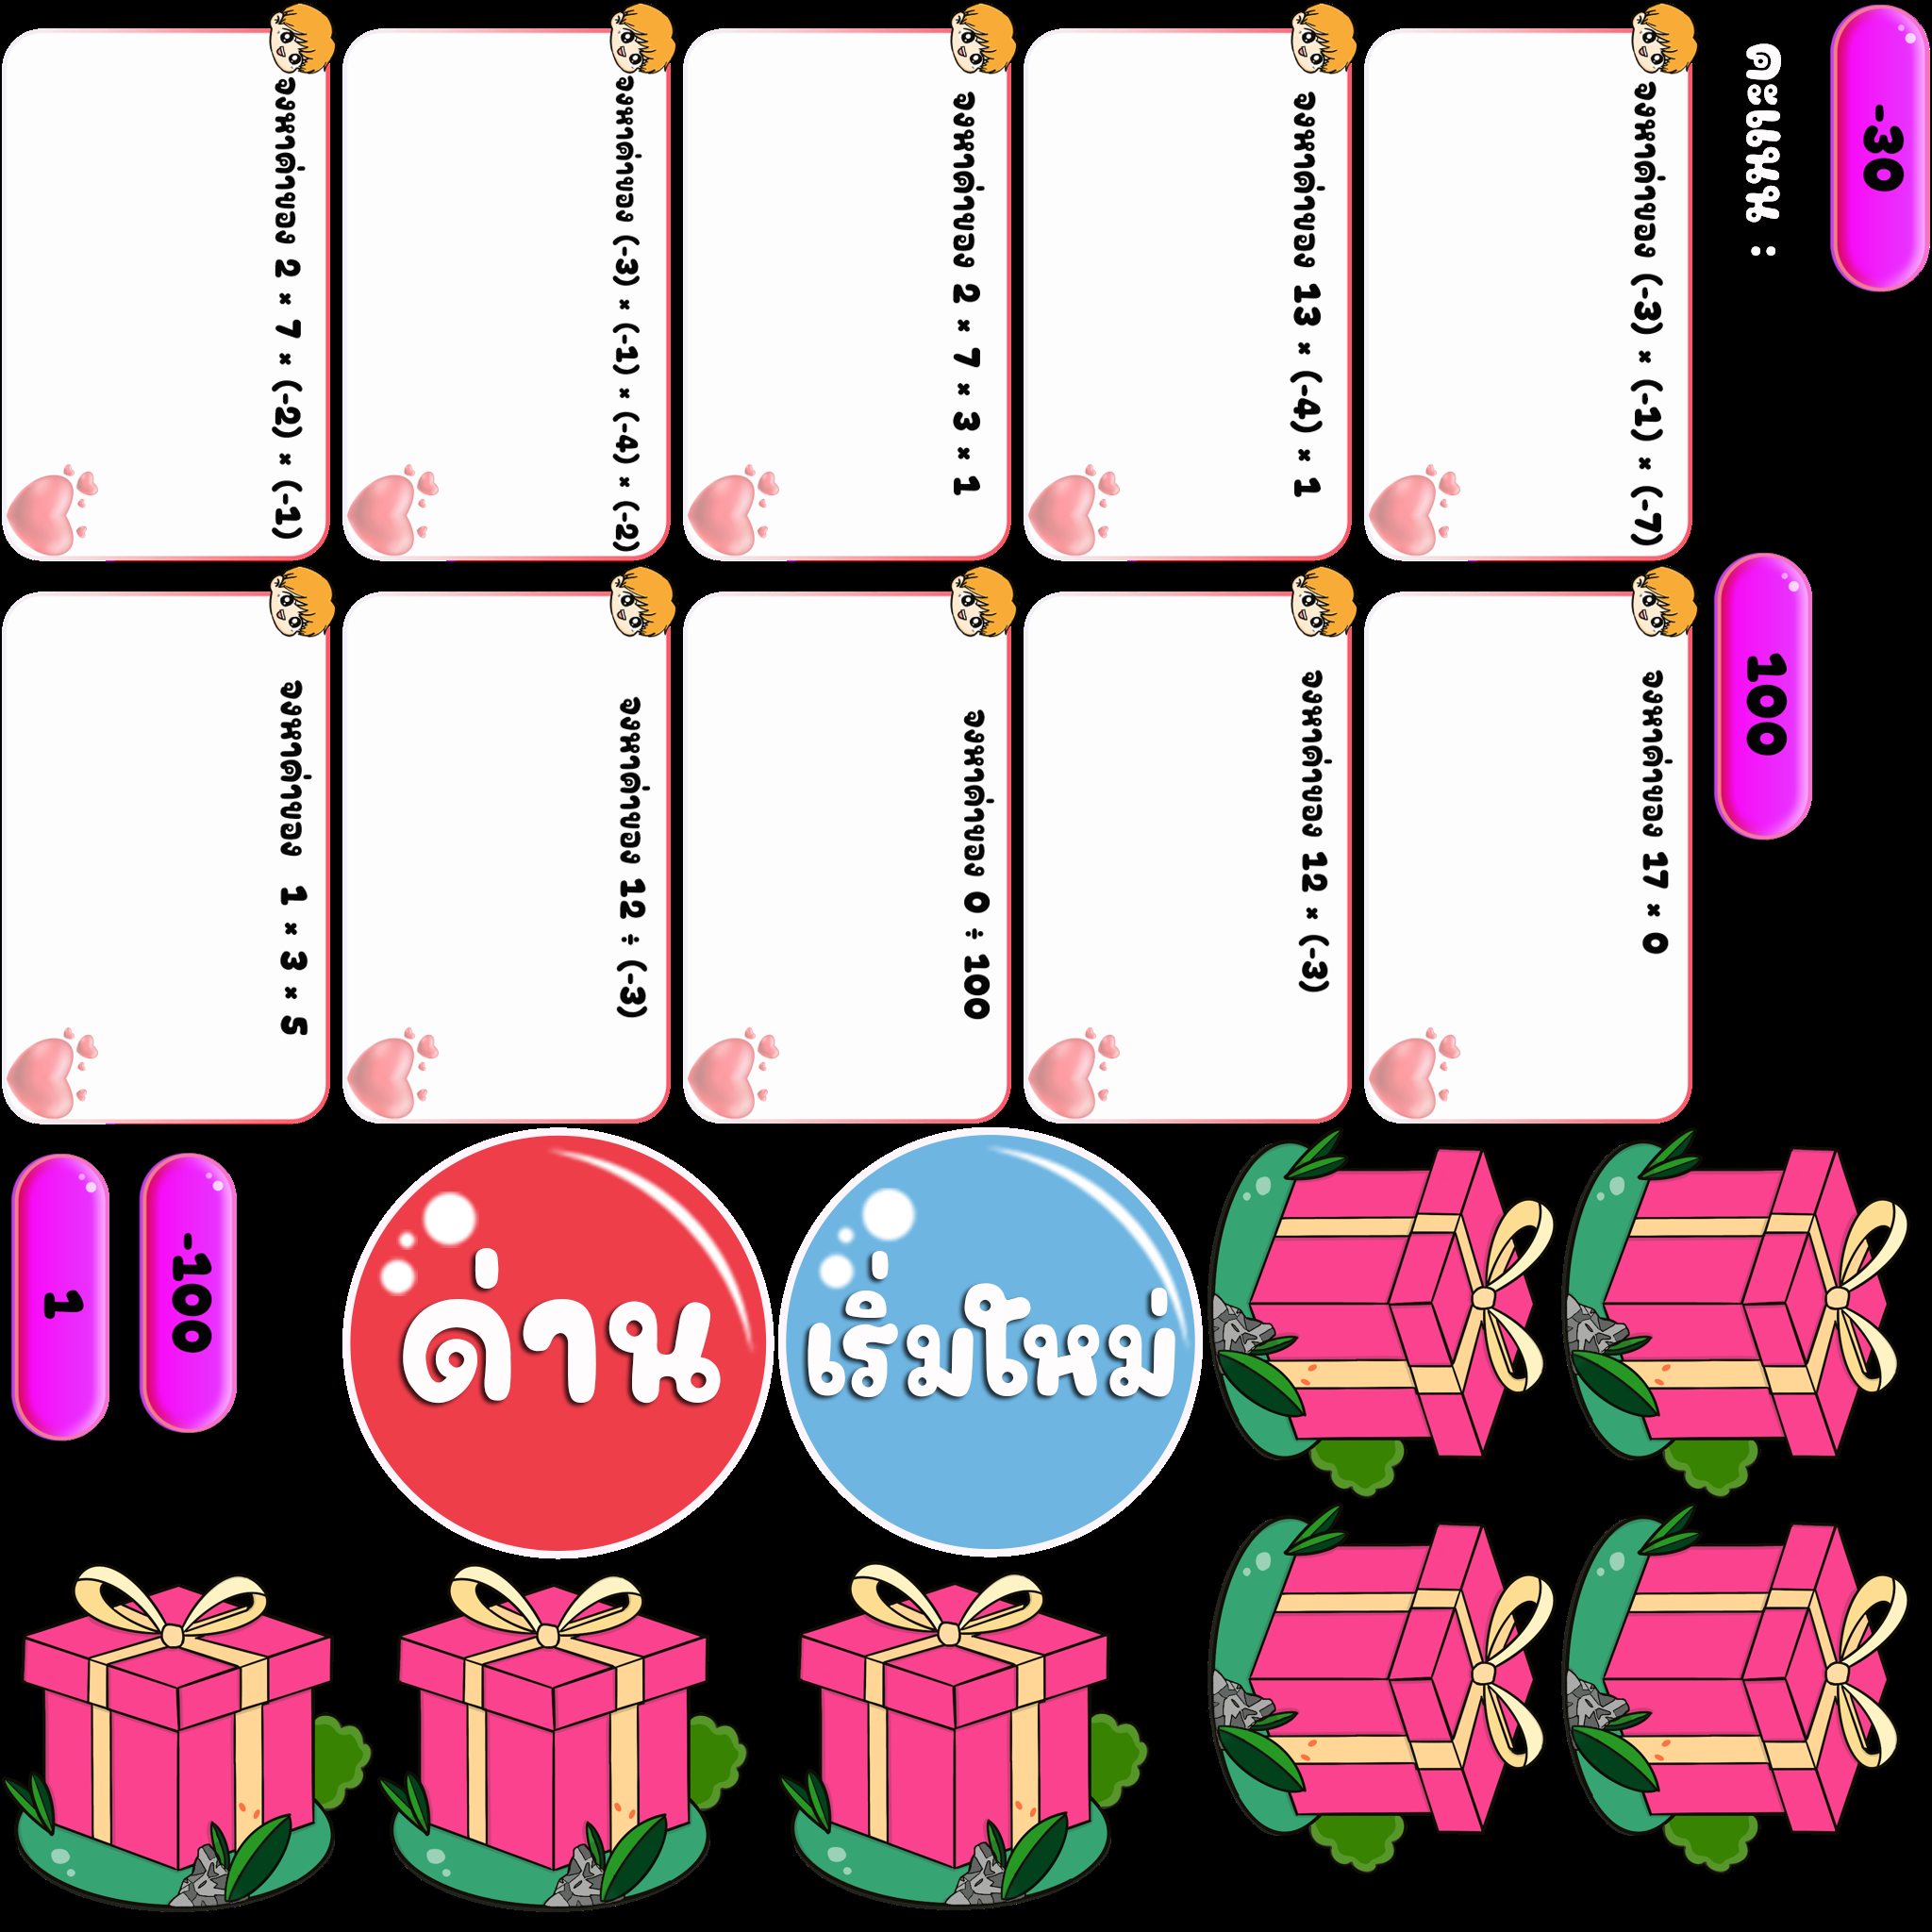 จงหาค่าของ 2 × 7 × (-2) × (-1)
จงหาค่าของ (-3) × (-1) × (-4) × (-2)
จงหาค่าของ 2 × 7 × 3 × 1
จงหาค่าของ 13 × (-4) × 1
จงหาค่าของ (-3) × (-1) × (-7)
คะแนน :
-30
จงหาค่าของ 1 × 3 × 5
จงหาค่าของ 12 ÷ (-3)
จงหาค่าของ 0 ÷ 100
จงหาค่าของ 12 × (-3)
จงหาค่าของ 17 × 0
100
1
-100
ด่าน
เริ่มใหม่